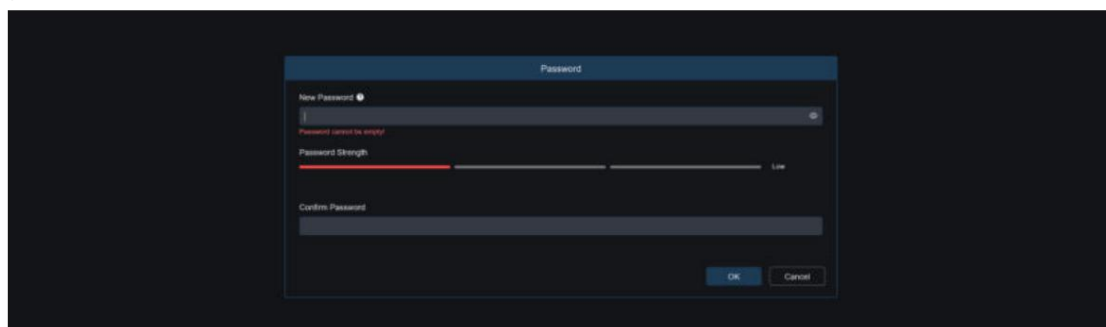 Password
New Password
Password cannot be empty!
Password Strength
Low
Confirm Password
OK Cancel